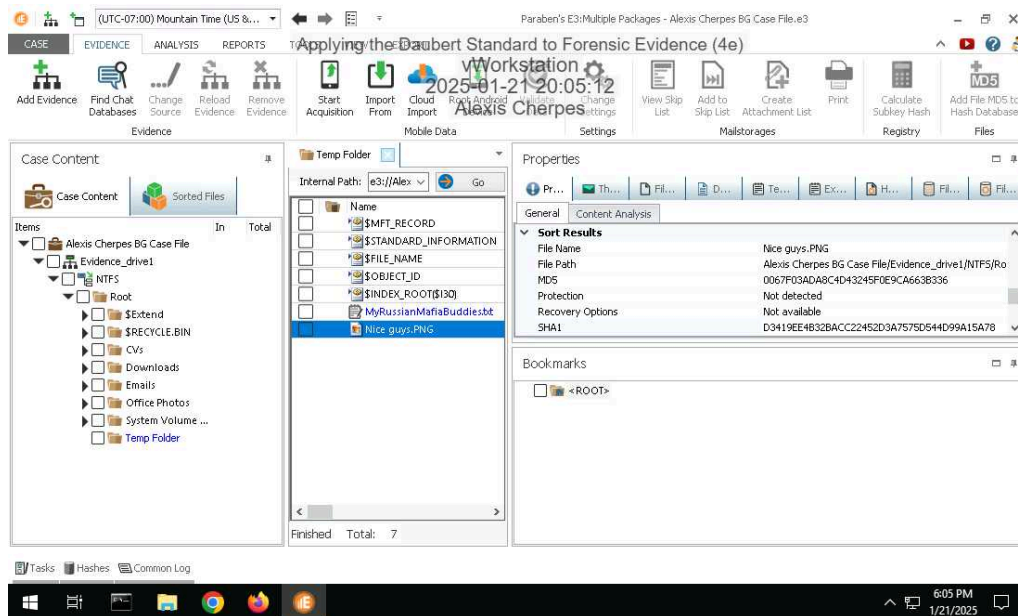 (UTC-07:00) Mountain Time (US &...
Paraben's E3:Multiple Packages - Alexis Cherpes BG Case File.e3
CASE EVIDENCE ANALYSIS REPORTS
Applying the Daubert Standard to Forensic Evidence (4e)
vWorkstation
2025-01-21 20:05:12
Alexis Cherpes
Add Evidence
Find Chat Databases
Change Source
Reload Evidence
Remove Evidence
Start Acquisition
Import From
Cloud Import
Root Android
Change Settings
View Skip List
Add to Skip List
Create Attachment List
Print
Calculate Subkey Hash
MD5
Add File MD5 to Hash Database
Evidence
Mobile Data
Settings
Mailstorages
Registry
Files
Case Content
Case Content
Sorted Files
Items In Total
Alexis Cherpes BG Case File
Evidence_drive1
NTFS
Root
$Extend
$RECYCLE.BIN
CVs
Downloads
Emails
Office Photos
System Volume ...
Temp Folder
Temp Folder
Internal Path: e3://Alex Go
Name
$MFT_RECORD
$STANDARD_INFORMATION
$FILE_NAME
$OBJECT_ID
$INDEX_ROOT($I30)
MyRussianMafiaBuddies.txt
Nice guys.PNG
Finished Total: 7
Properties
Pr... Th... Fil... D... Te... Ex... H... Fil... Fil...
General Content Analysis
Sort Results
File Name Nice guys.PNG
File Path Alexis Cherpes BG Case File/Evidence_drive1/NTFS/Ro
MD5 0067F03ADA8C4D43245F0E9CA663B336
Protection Not detected
Recovery Options Not available
SHA1 D3419EE4B32BACC22452D3A7575D544D99A15A78
Bookmarks
<ROOT>
Tasks Hashes Common Log
6:05 PM
1/21/2025